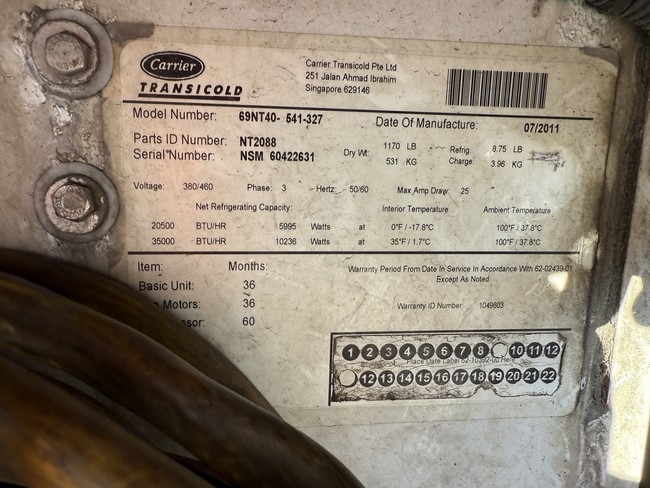 Carrier
TRANSICOLD
Carrier Transicold Pte Ltd
251 Jalan Ahmad Ibrahim
Singapore 629146
Model Number: 69NT40- 541-327
Date Of Manufacture: 07/2011
Parts ID Number: NT2088
Serial Number: NSM 60422631
Dry Wt: 1170 LB
531 KG
Refrig. Charge: 8.75 LB
3.96 KG
Voltage: 380/460 Phase: 3 Hertz: 50/60 Max Amp Draw: 25
Net Refrigerating Capacity: Interior Temperature Ambient Temperature
20500 BTU/HR 5995 Watts at 0°F / -17.8°C 100°F / 37.8°C
35000 BTU/HR 10236 Watts at 35°F / 1.7°C 100°F / 37.8°C
Item: Months:
Basic Unit: 36
Motors: 36
60
Warranty Period From Date In Service In Accordance With 62-02439-01
Except As Noted
Warranty ID Number: 1049603
1 2 3 4 5 6 7 8 10 11 12
Place Date Label 62-10392-00 Here
12 13 14 15 16 17 18 19 20 21 22